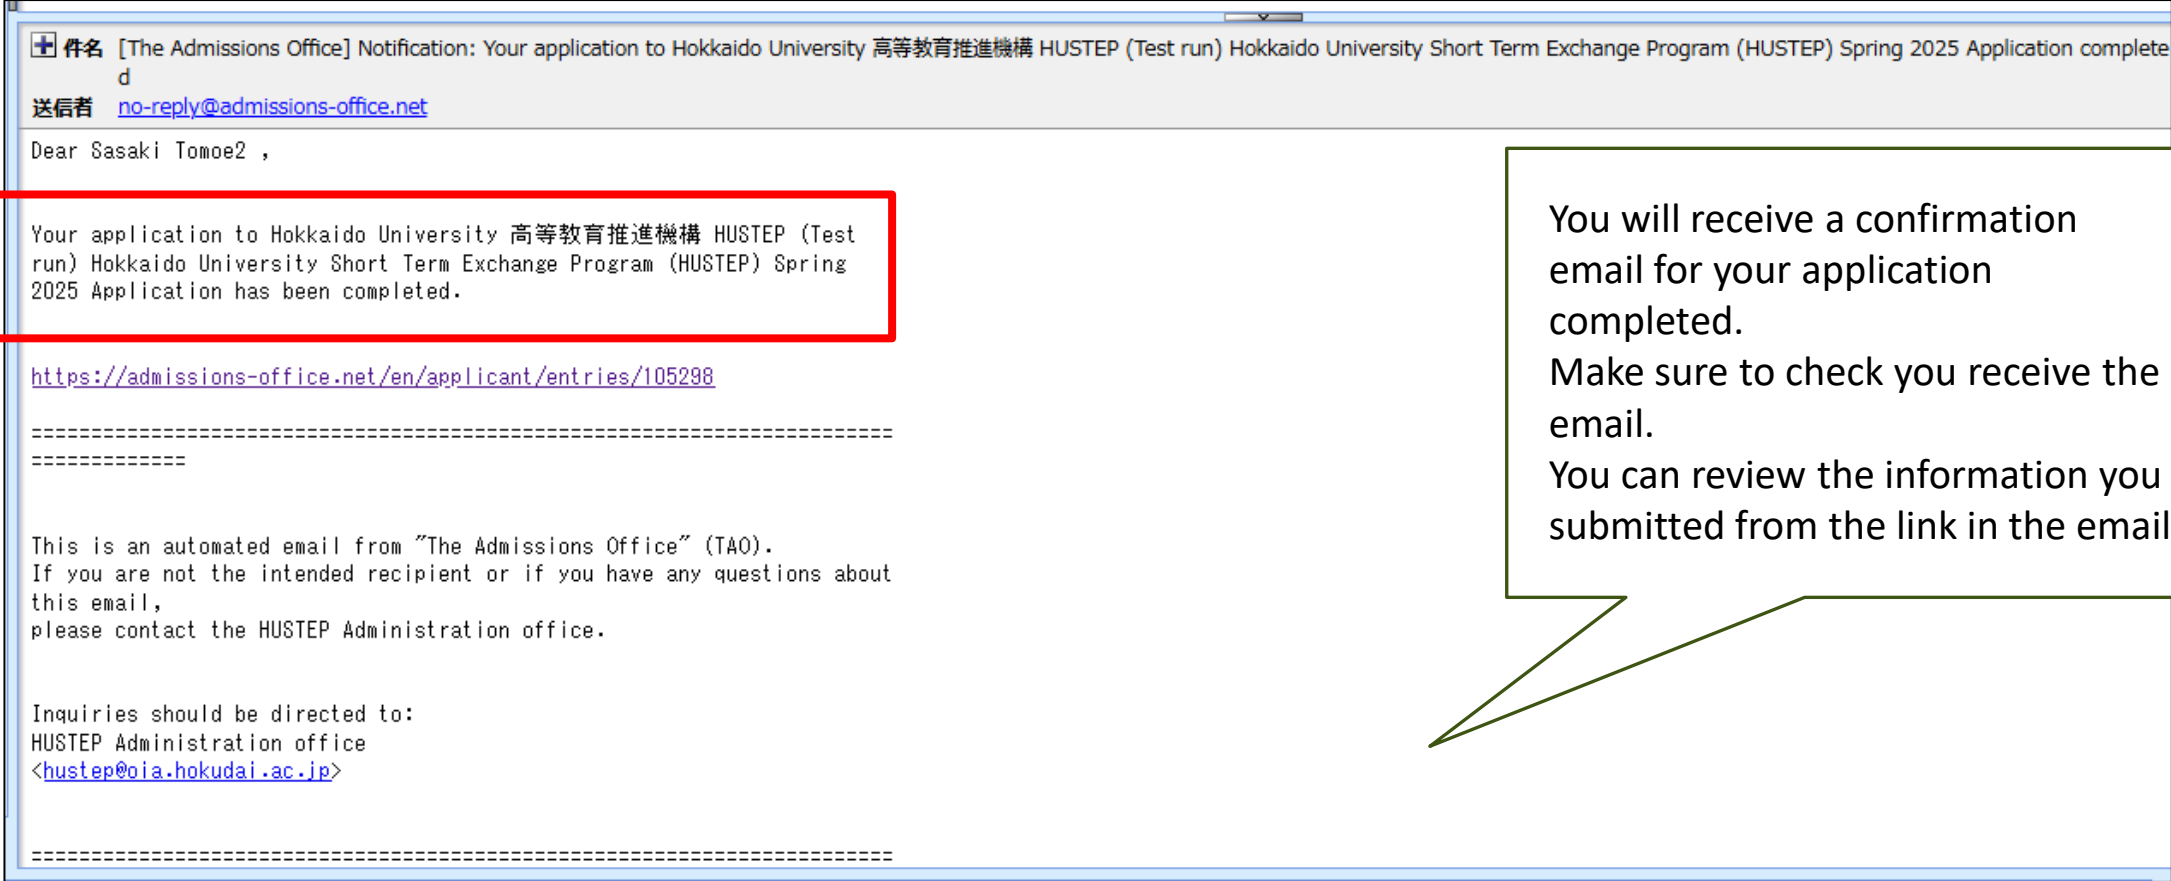 件名 [The Admissions Office] Notification: Your application to Hokkaido University 高等教育推進機構 HUSTEP (Test run) Hokkaido University Short Term Exchange Program (HUSTEP) Spring 2025 Application complete
d
送信者 no-reply@admissions-office.net
Dear Sasaki Tomoe2 ,
Your application to Hokkaido University 高等教育推進機構 HUSTEP (Test
run) Hokkaido University Short Term Exchange Program (HUSTEP) Spring
2025 Application has been completed.
https://admissions-office.net/en/applicant/entries/105298
========================================================================
=============
This is an automated email from "The Admissions Office" (TAO).
If you are not the intended recipient or if you have any questions about
this email,
please contact the HUSTEP Administration office.
Inquiries should be directed to:
HUSTEP Administration office
<hustep@oia.hokudai.ac.jp>
========================================================================
You will receive a confirmation
email for your application
completed.
Make sure to check you receive the
email.
You can review the information you
submitted from the link in the email